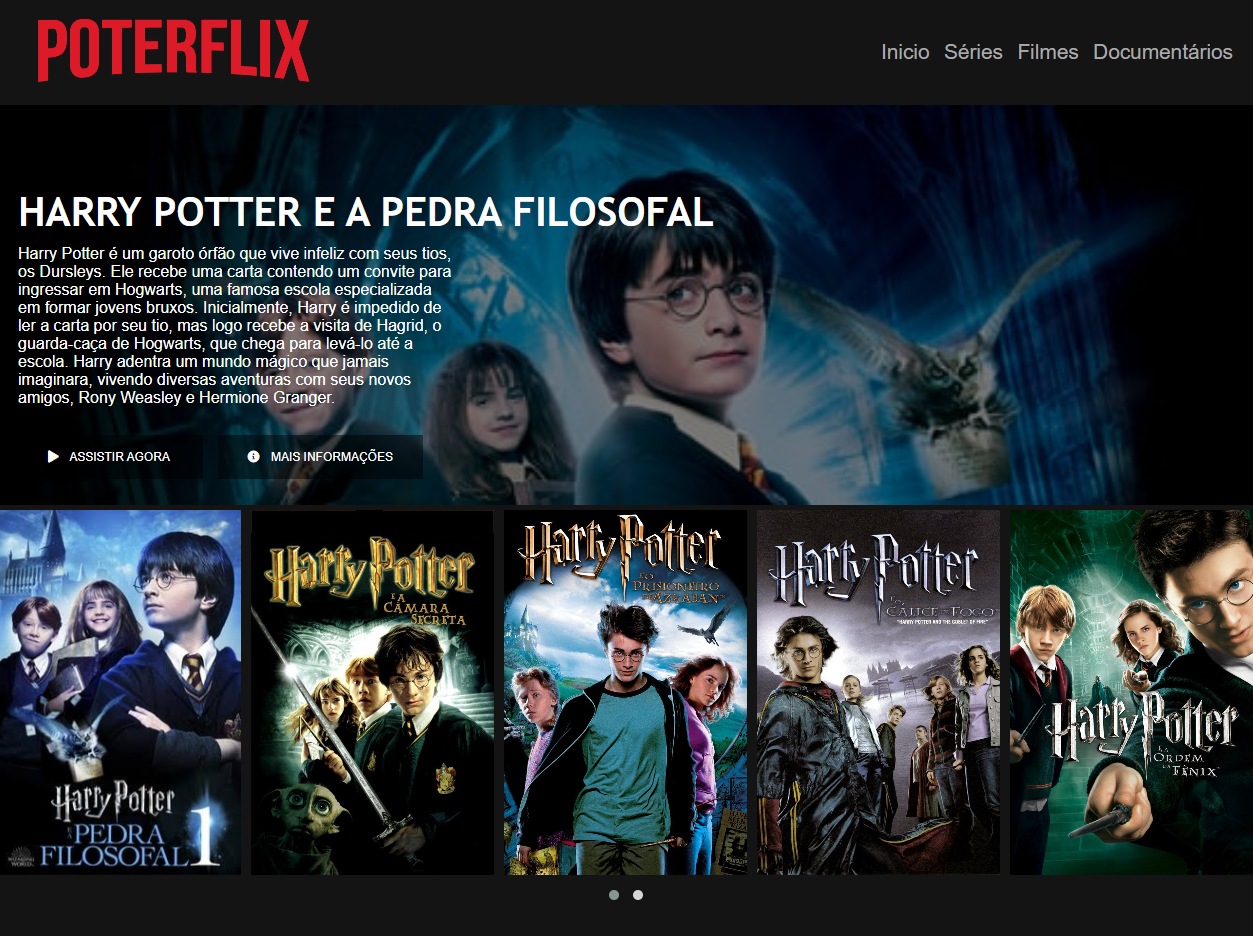 POTERFLIX
Inicio Séries Filmes Documentários
HARRY POTTER E A PEDRA FILOSOFAL
Harry Potter é um garoto órfão que vive infeliz com seus tios,
os Dursleys. Ele recebe uma carta contendo um convite para
ingressar em Hogwarts, uma famosa escola especializada
em formar jovens bruxos. Inicialmente, Harry é impedido de
ler a carta por seu tio, mas logo recebe a visita de Hagrid, o
guarda-caça de Hogwarts, que chega para levá-lo até a
escola. Harry adentra um mundo mágico que jamais
imaginara, vivendo diversas aventuras com seus novos
amigos, Rony Weasley e Hermione Granger.
ASSISTIR AGORA
MAIS INFORMAÇÕES
Harry Potter
E A
PEDRA
FILOSOFAL
1
WIZARDING
WORLD
Harry Potter
E A
CÂMARA
SECRETA
Harry Potter
E O
PRISIONEIRO
DE AZKABAN
Harry Potter
E O
CÁLICE DE FOGO
"HARRY POTTER AND THE GOBLET OF FIRE"
Harry Potter
E A
ORDEM
DA FÊNIX